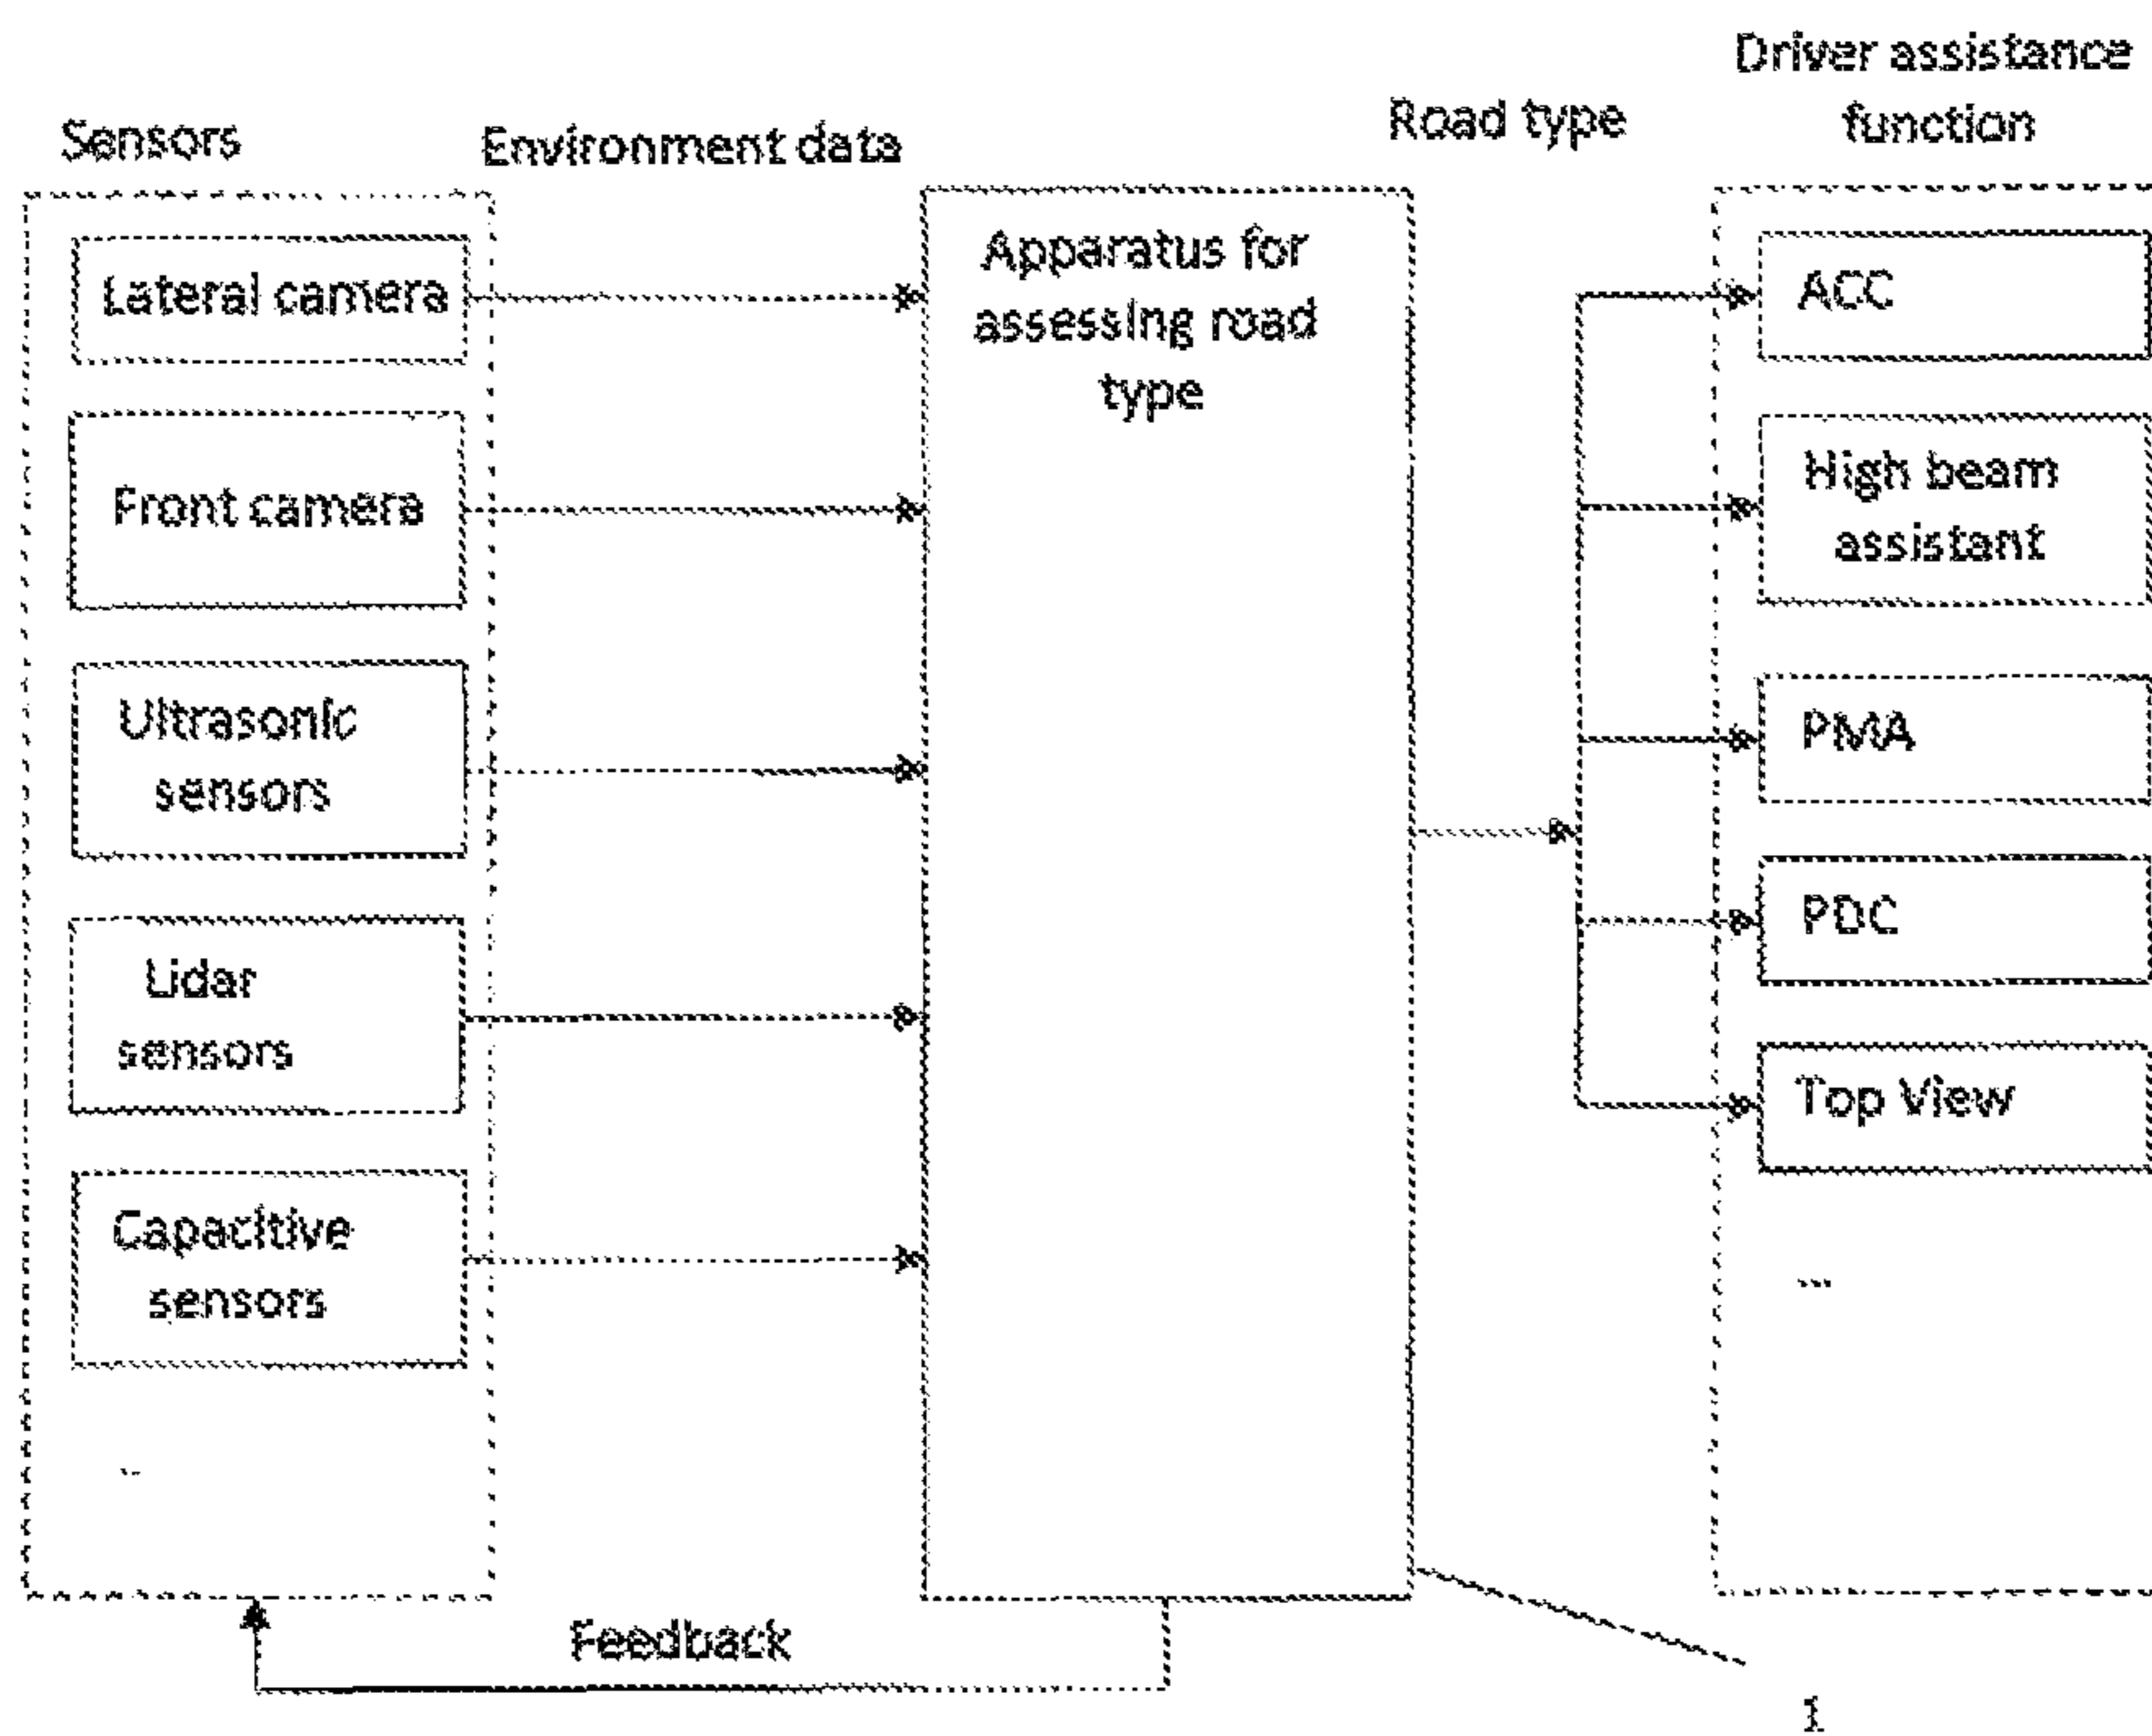 Sensors
Environment data
Road type
Driver assistance
function
Lateral camera
Front camera
Ultrasonic
sensors
Lidar
sensors
Capacitive
sensors
...
Apparatus for
assessing road
type
ACC
High beam
assistant
PMA
PDC
Top View
...
Feedback
1